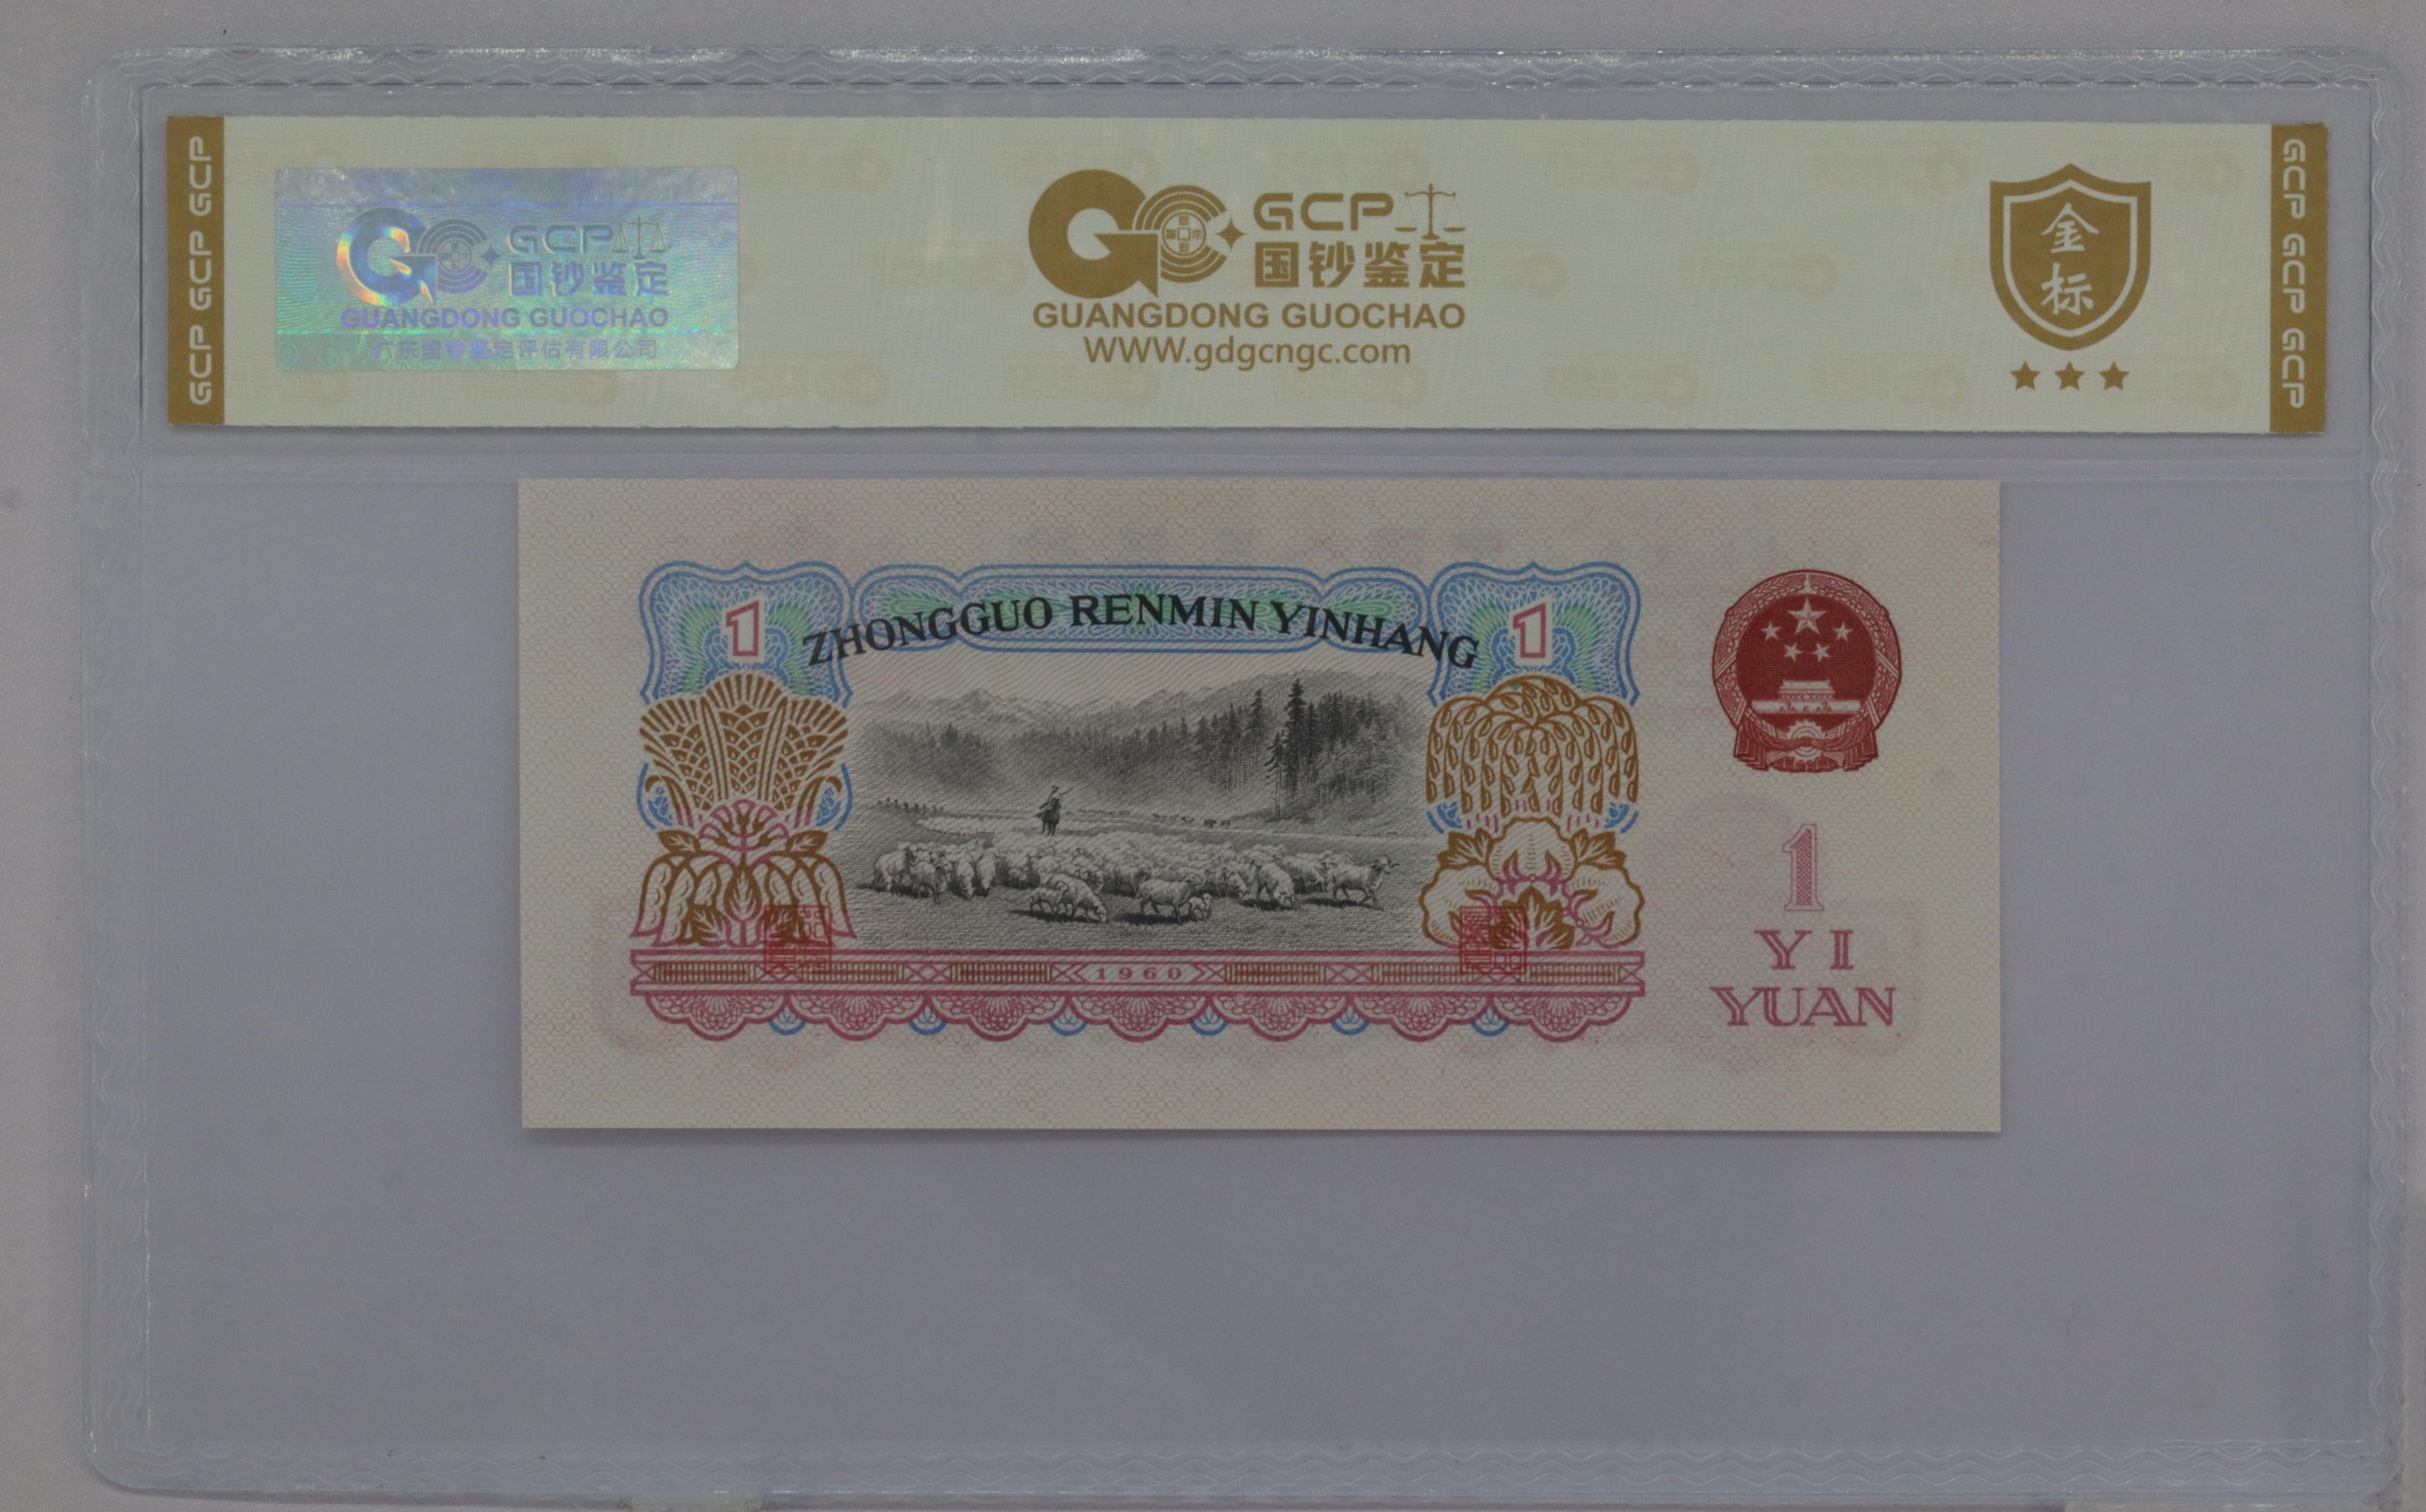 GCP GCP GCP
GCP
国钞鉴定
GUANGDONG GUOCHAO
广东国钞鉴定评估有限公司
GCP
国钞鉴定
GUANGDONG GUOCHAO
WWW.gdgcngc.com
金
标
GCP GCP GCP
1
ZHONGGUO RENMIN YINHANG
1
1960
1
YI
YUAN